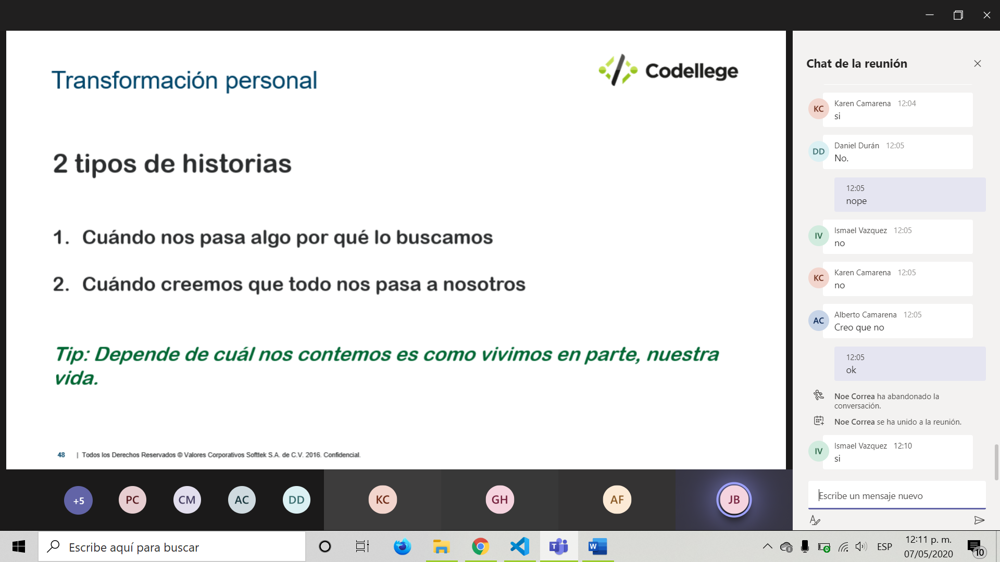 Transformación personal
Codellege
2 tipos de historias
1. Cuándo nos pasa algo por qué lo buscamos
2. Cuándo creemos que todo nos pasa a nosotros
Tip: Depende de cuál nos contemos es como vivimos en parte, nuestra
vida.
48 | Todos los Derechos Reservados © Valores Corporativos Softtek S.A. de C.V. 2016. Confidencial.
+5
PC
CM
AC
DD
KC
GH
AF
JB
Chat de la reunión
KC
Karen Camarena 12:04
si
DD
Daniel Durán 12:05
No.
12:05
nope
IV
Ismael Vazquez 12:05
no
KC
Karen Camarena 12:05
no
AC
Alberto Camarena 12:05
Creo que no
12:05
ok
Noe Correa ha abandonado la
conversación.
Noe Correa se ha unido a la reunión.
IV
Ismael Vazquez 12:10
si
Escribe un mensaje nuevo
Escribe aquí para buscar
ESP
12:11 p. m.
07/05/2020
10